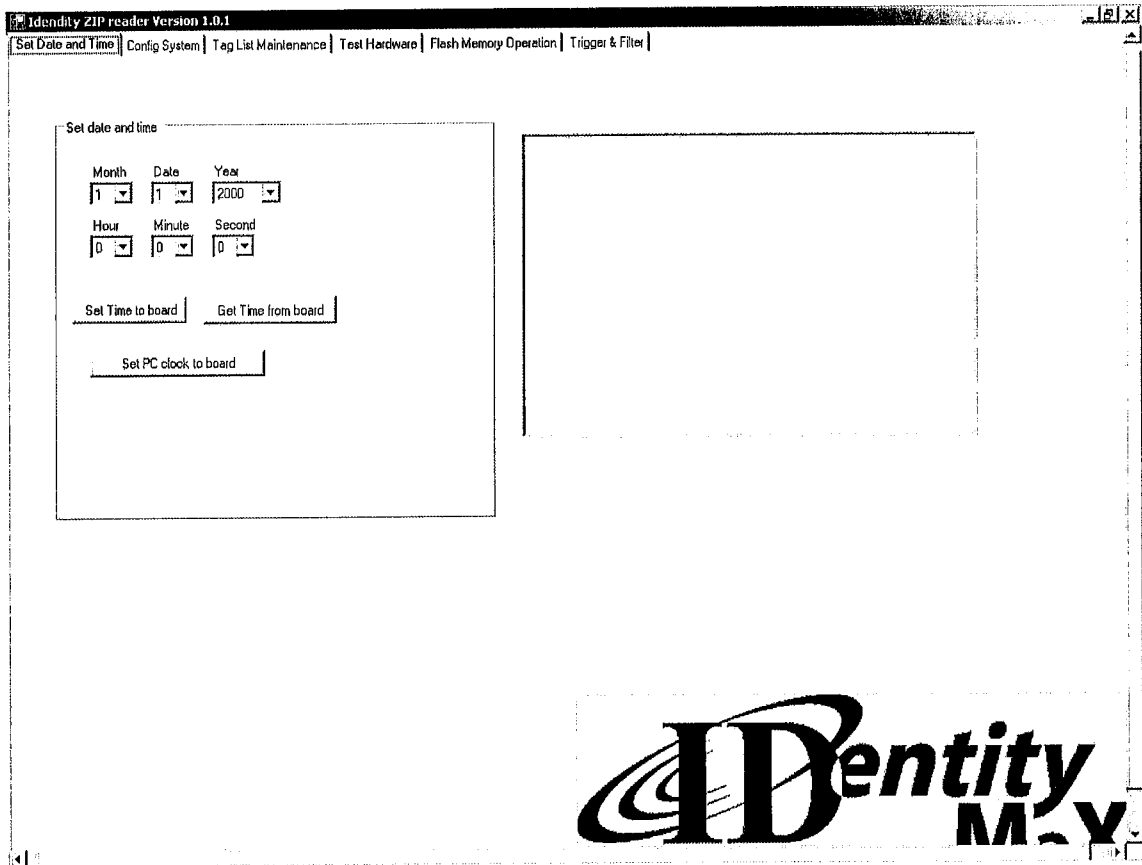 Idendity ZIP reader Version 1.0.1
Set Date and Time Config System Tag List Maintenance Test Hardware Flash Memory Operation Trigger & Filter
Set date and time
Month Date Year
1 1 2000
Hour Minute Second
0 0 0
Set Time to board Get Time from board
Set PC clock to board
IDentity
MaX